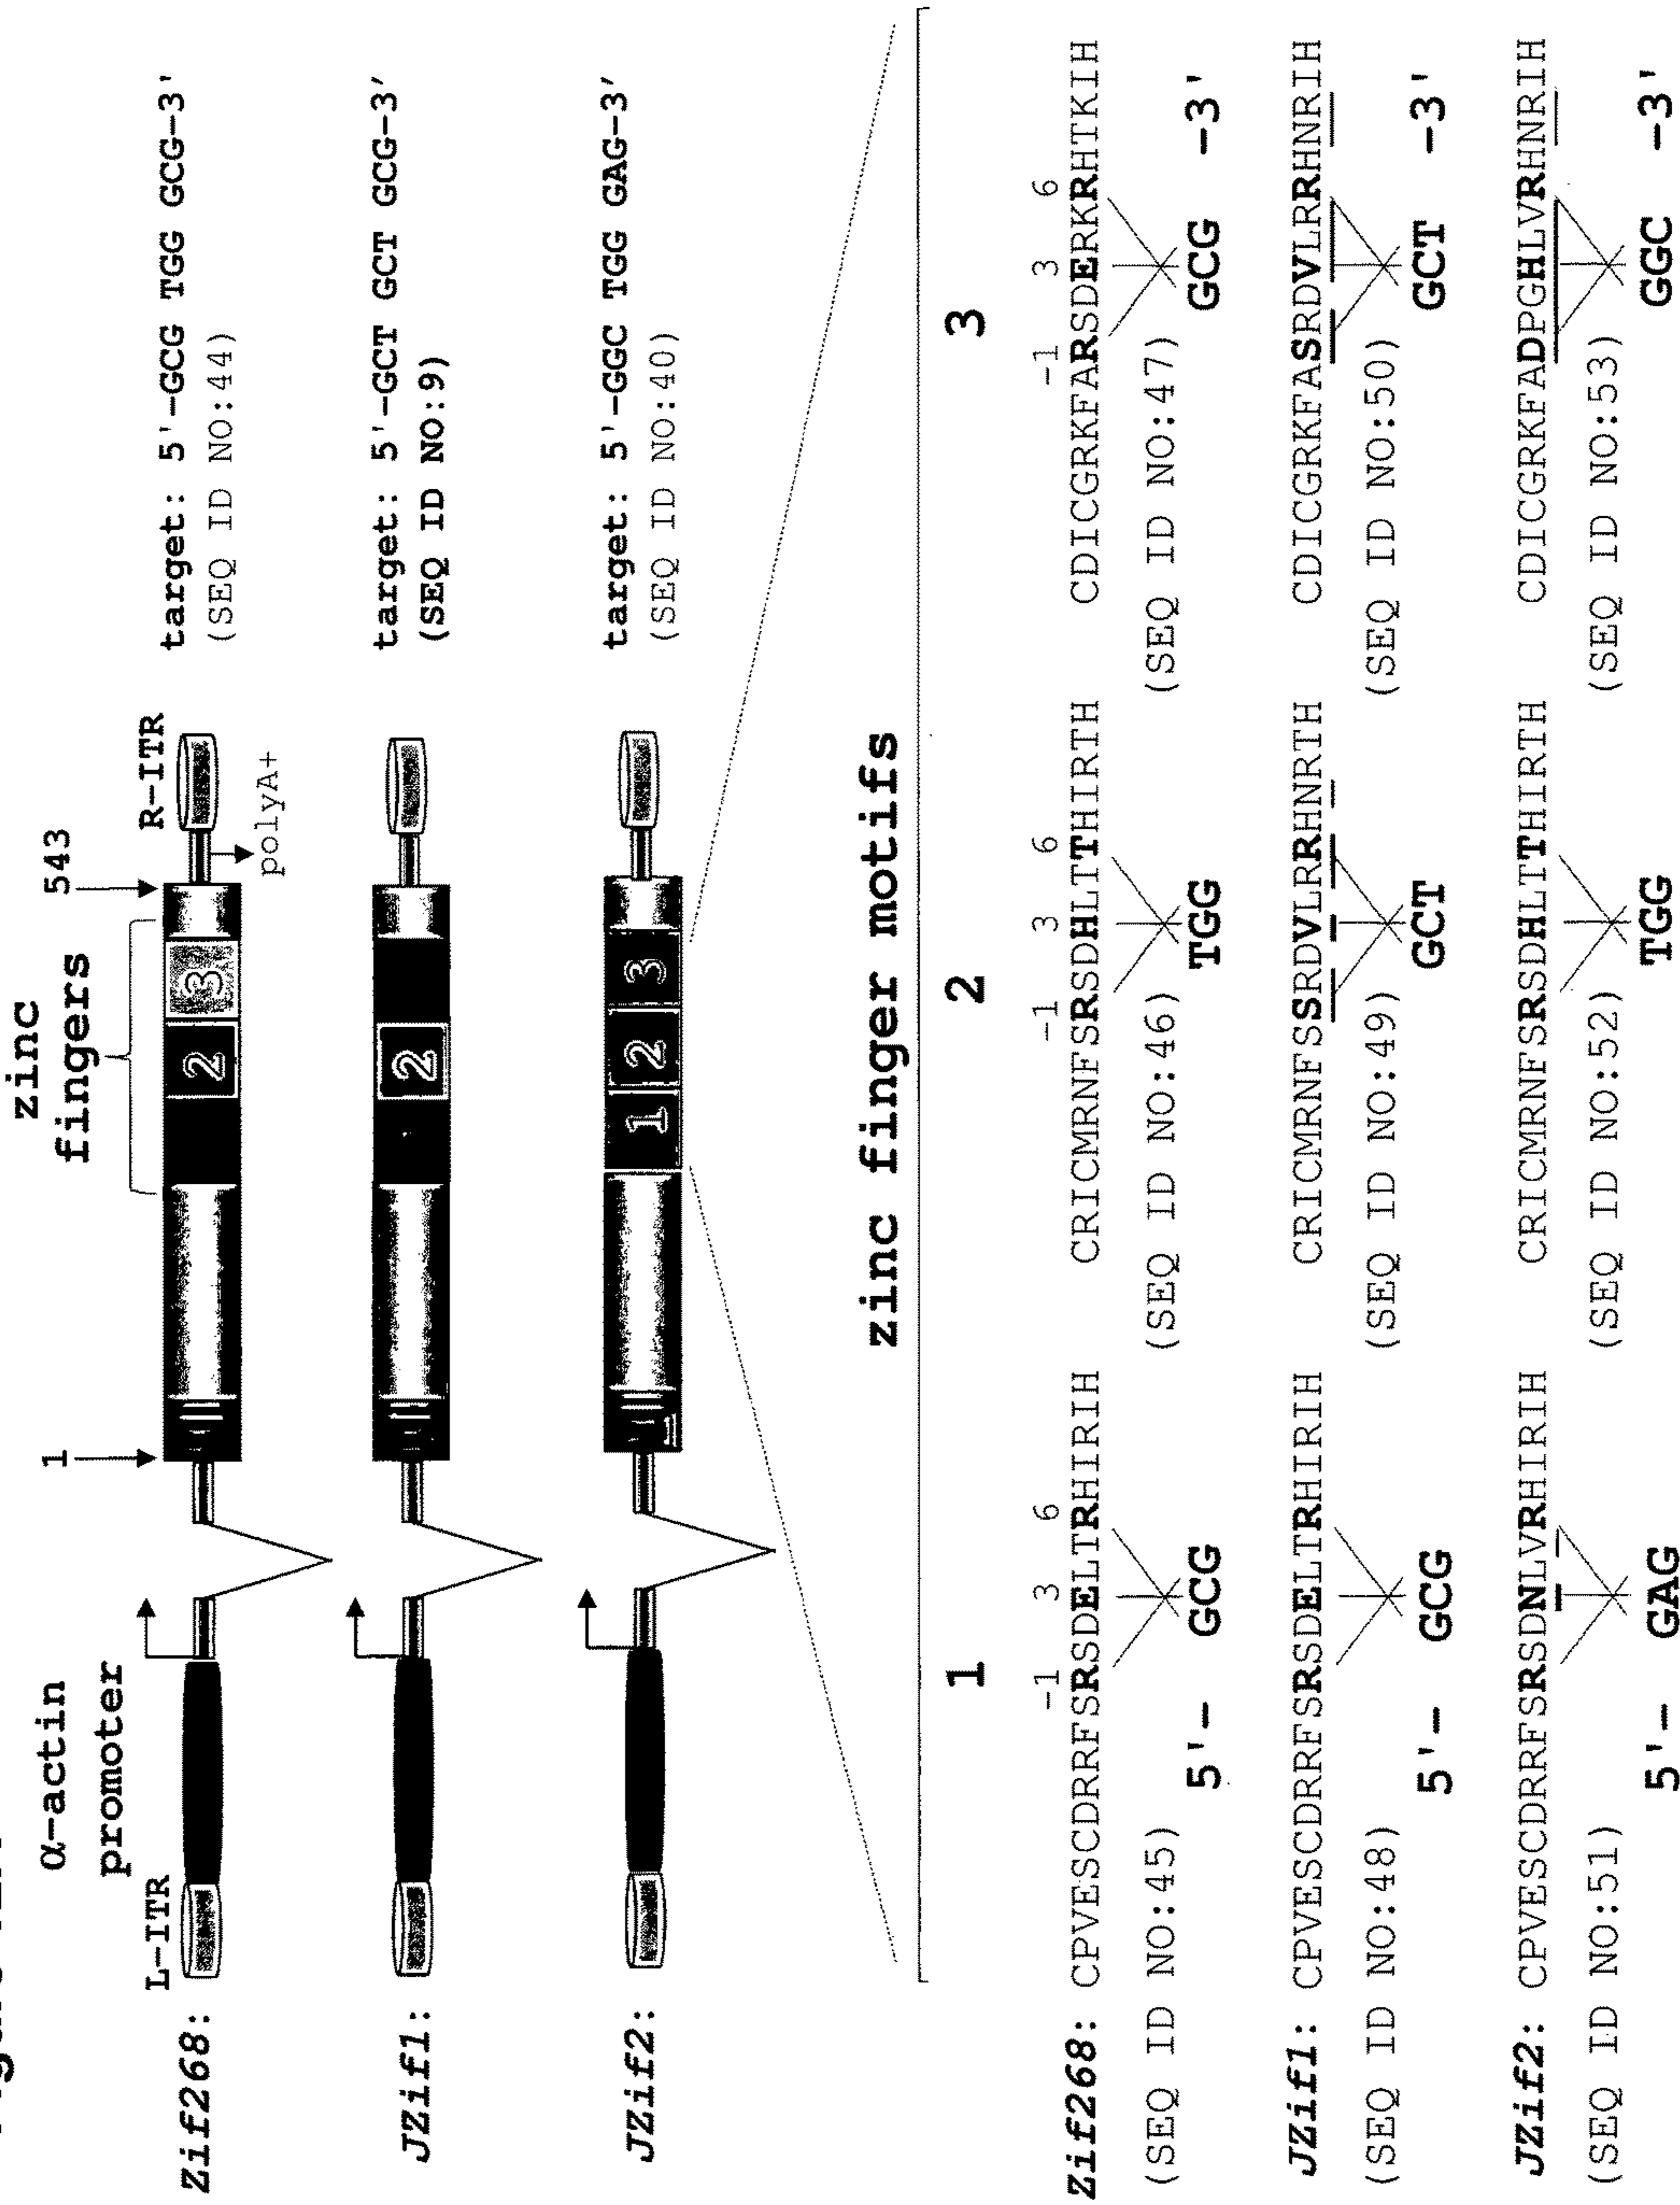 zinc
fingers
α-actin
promoter
L-ITR
1
543
R-ITR
polyA+
Zif268:
2
3
target: 5'-GCG TGG GCG-3'
(SEQ ID NO:44)
JZif1:
2
target: 5'-GCT GCT GCG-3'
(SEQ ID NO:9)
JZif2:
1
2
3
target: 5'-GGC TGG GAG-3'
(SEQ ID NO:40)
zinc finger motifs
1 2 3
-1 3 6 -1 3 6 -1 3 6
Zif268: CPVESCDRRFSRSDELTRHIRIH CRICMRNFSRSDHLTTHIRTH CDICGRKFARSDERKRHTKIH
(SEQ ID NO:45) (SEQ ID NO:46) (SEQ ID NO:47)
5'- GCG TGG GCG -3'
JZif1: CPVESCDRRFSRSDELTRHIRIH CRICMRNFSSRDVLRRHNRTH CDICGRKFASRDVLRRHNRIH
(SEQ ID NO:48) (SEQ ID NO:49) (SEQ ID NO:50)
5'- GCG GCT GCT -3'
JZif2: CPVESCDRRFSRSDNLVRHIRIH CRICMRNFSRSDHLTTHIRTH CDICGRKFADPGHLVRHNRIH
(SEQ ID NO:51) (SEQ ID NO:52) (SEQ ID NO:53)
5'- GAG TGG GGC -3'